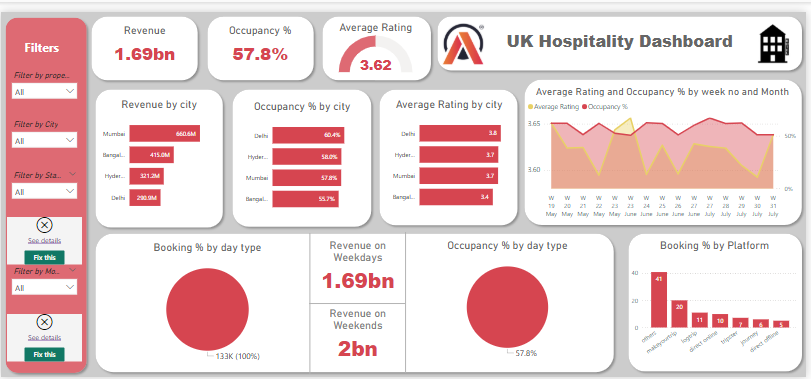 Filters
Filter by prope..
All
Filter by City
All
Filter by Sta..
All
See details
Fix this
Filter by Mo..
All
See details
Fix this
Revenue
1.69bn
Occupancy %
57.8%
Average Rating
3.62
UK Hospitality Dashboard
Revenue by city
Mumbai 660.6M
Bangal... 415.0M
Hyder... 321.2M
Delhi 290.9M
Occupancy % by city
Delhi 60.4%
Hyder... 58.0%
Mumbai 57.8%
Bangal... 55.7%
Average Rating by city
Delhi 3.8
Hyder... 3.7
Mumbai 3.7
Bangal... 3.4
Average Rating and Occupancy % by week no and Month
Average Rating Occupancy %
3.65
3.60
50%
0%
W W W W W W W W W W W W W W W
19 20 21 22 22 23 24 25 26 27 27 28 29 30 31
May May May May June June June June June June July July July July July
Booking % by day type
133K (100%)
Revenue on
Weekdays
1.69bn
Revenue on
Weekends
2bn
Occupancy % by day type
57.8%
Booking % by Platform
40
20
0
41
20
11
10
7
6
5
others
makeyourtrip
logtrip
direct online
tripster
journey
direct offline